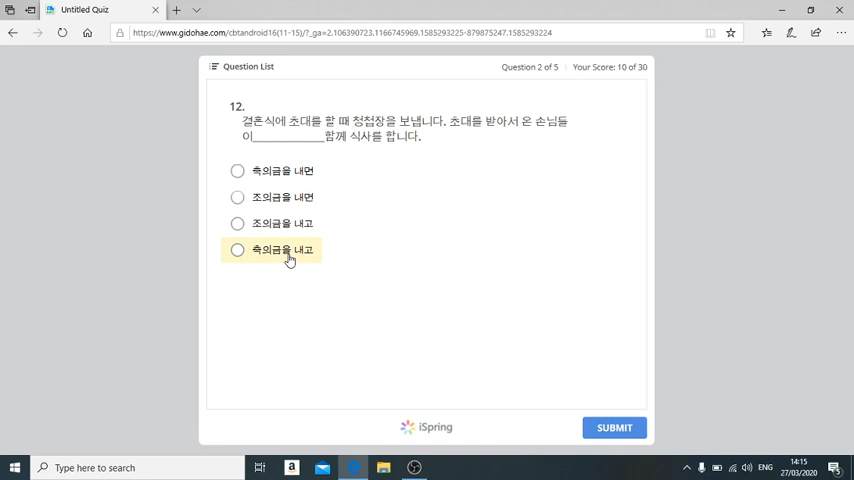 Untitled Quiz
https://www.gidohae.com/cbtandroid16(11-15)/?_ga=2.106390723.1166745969.1585293225-879875247.1585293224
Question List
Question 2 of 5
Your Score: 10 of 30
12.
결혼식에 초대를 할 때 청첩장을 보냅니다. 초대를 받아서 온 손님들
이____________함께 식사를 합니다.
축의금을 내면
조의금을 내면
조의금을 내고
축의금을 내고
iSpring
SUBMIT
Type here to search
a
ENG
14:15
27/03/2020
5